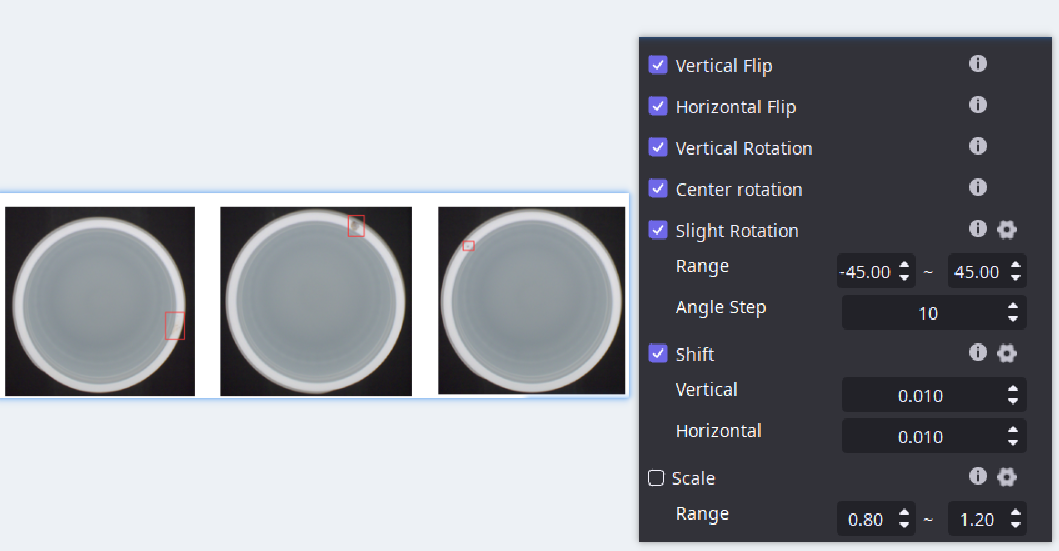 Vertical Flip
Horizontal Flip
Vertical Rotation
Center rotation
Slight Rotation
Range -45.00 ~ 45.00
Angle Step 10
Shift
Vertical 0.010
Horizontal 0.010
Scale
Range 0.80 ~ 1.20